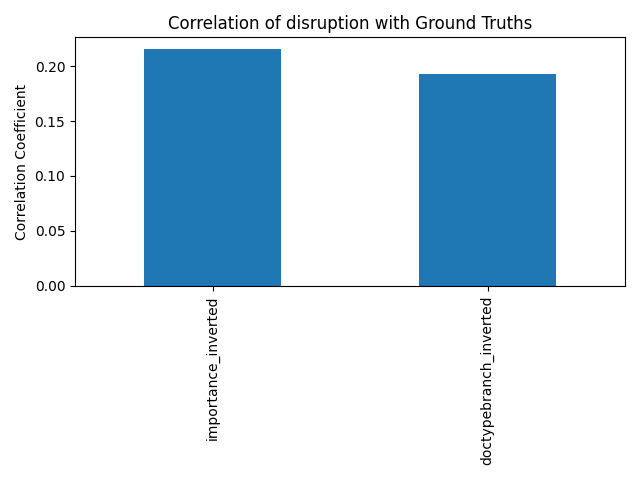 Correlation of disruption with Ground Truths
Correlation Coefficient
0.20
0.15
0.10
0.05
0.00
importance_inverted
doctypebranch_inverted